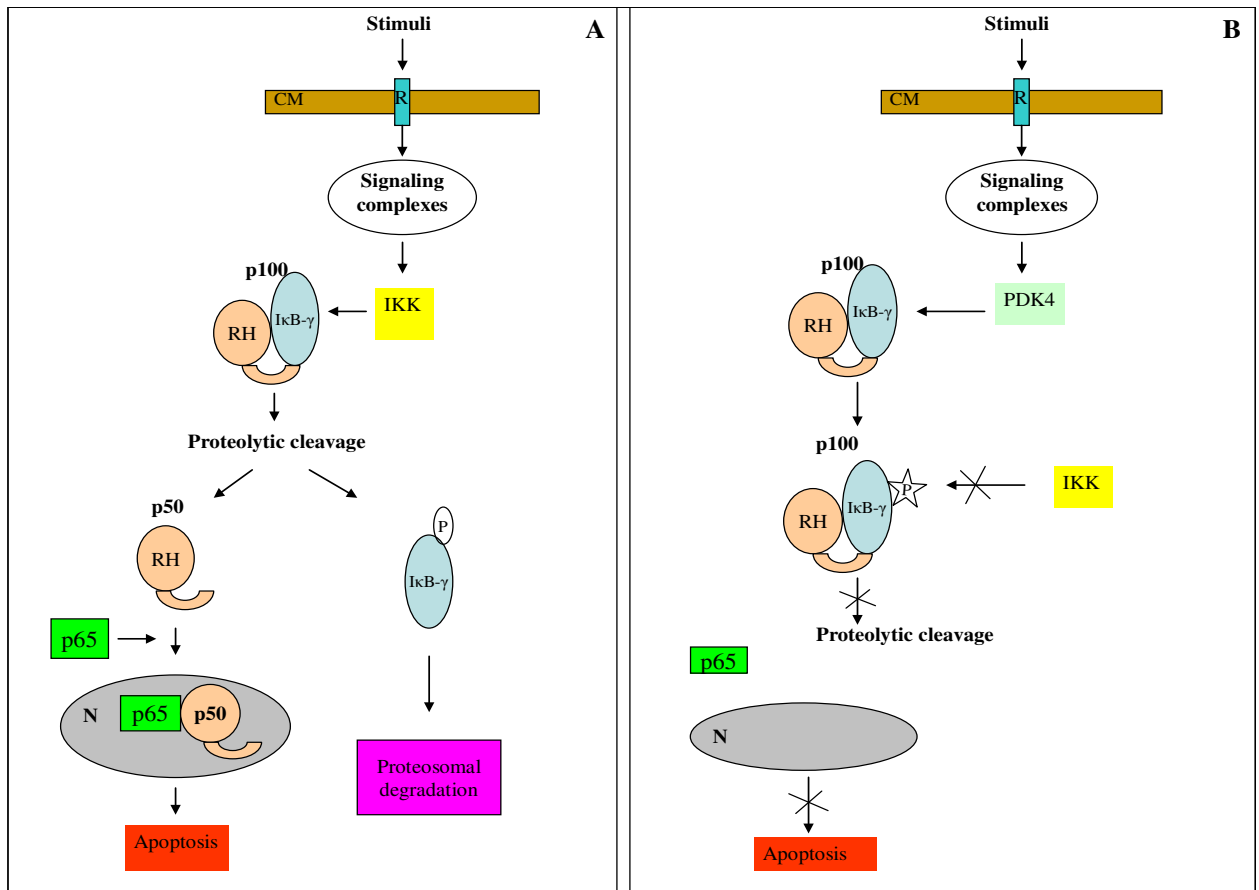 A
Stimuli
CM
R
Signaling
complexes
p100
IκB-γ
RH
IKK
Proteolytic cleavage
p50
RH
P
IκB-γ
p65
N
p65
p50
Proteosomal
degradation
Apoptosis
B
Stimuli
CM
R
Signaling
complexes
p100
IκB-γ
RH
PDK4
p100
IκB-γ
P
RH
IKK
Proteolytic cleavage
p65
N
Apoptosis